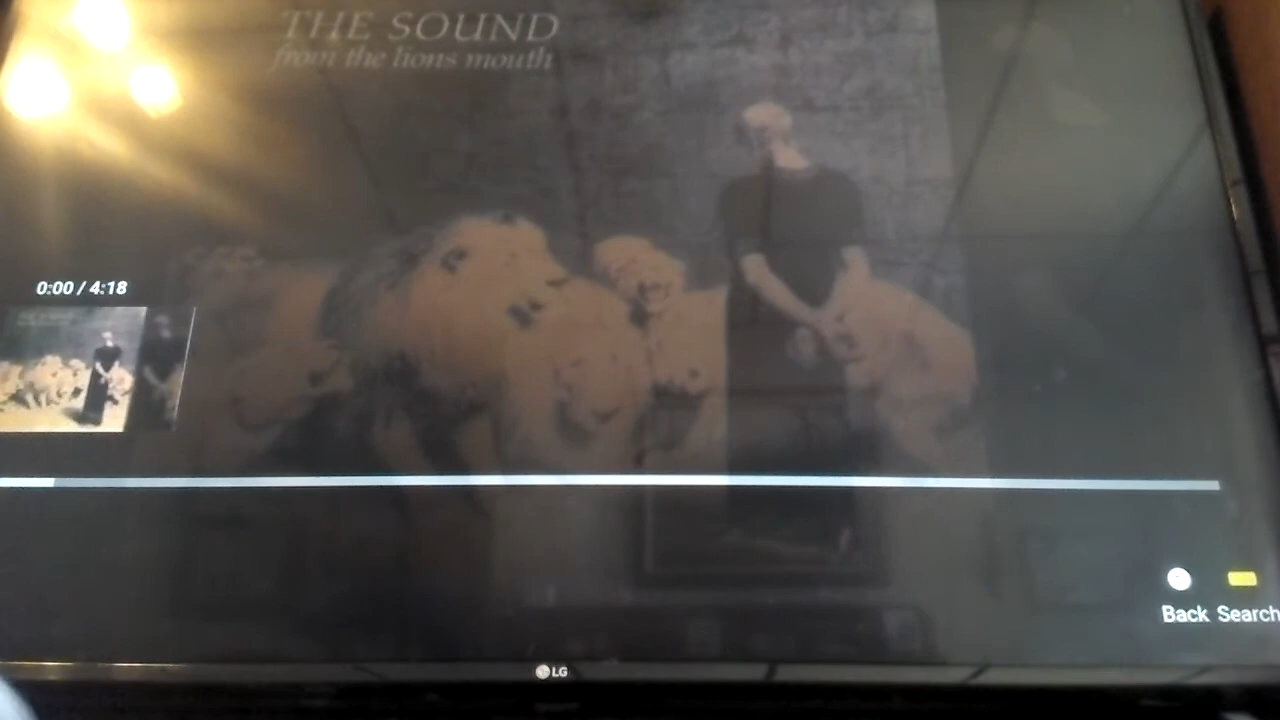 THE SOUND
from the lions mouth
0:00 / 4:18
Back Search
LG